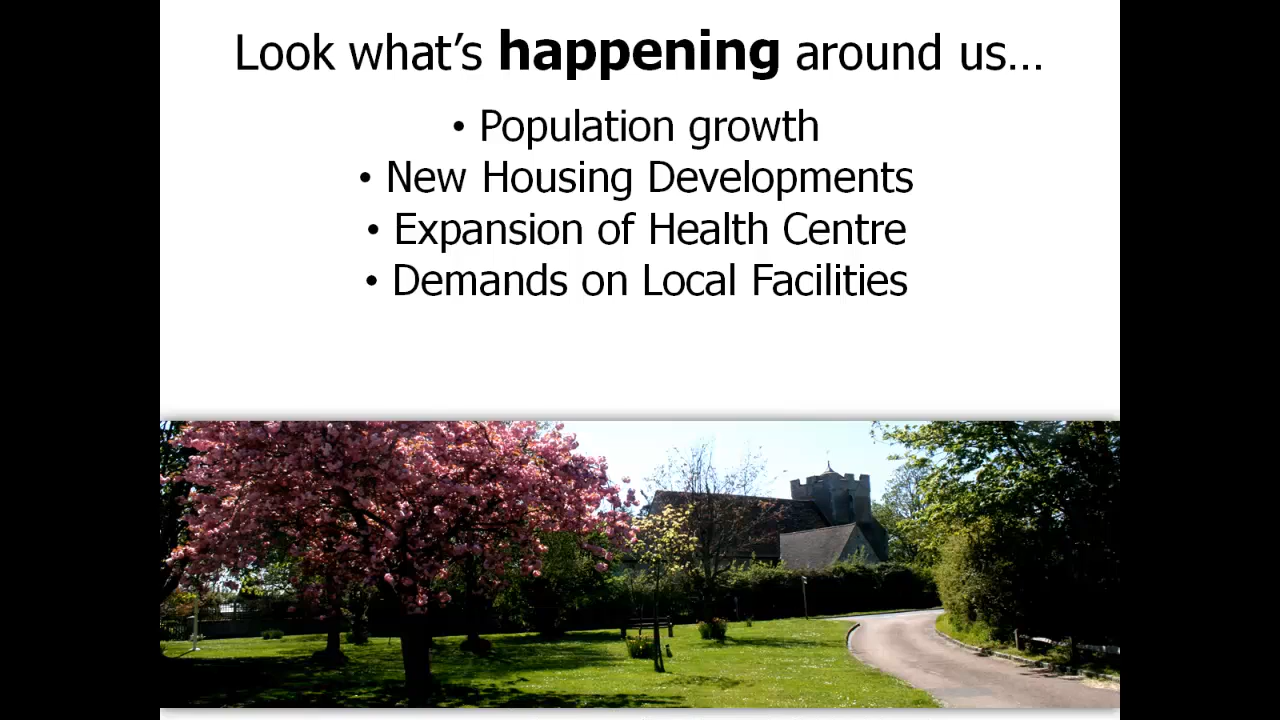 Look what’s happening around us…
• Population growth
• New Housing Developments
• Expansion of Health Centre
• Demands on Local Facilities